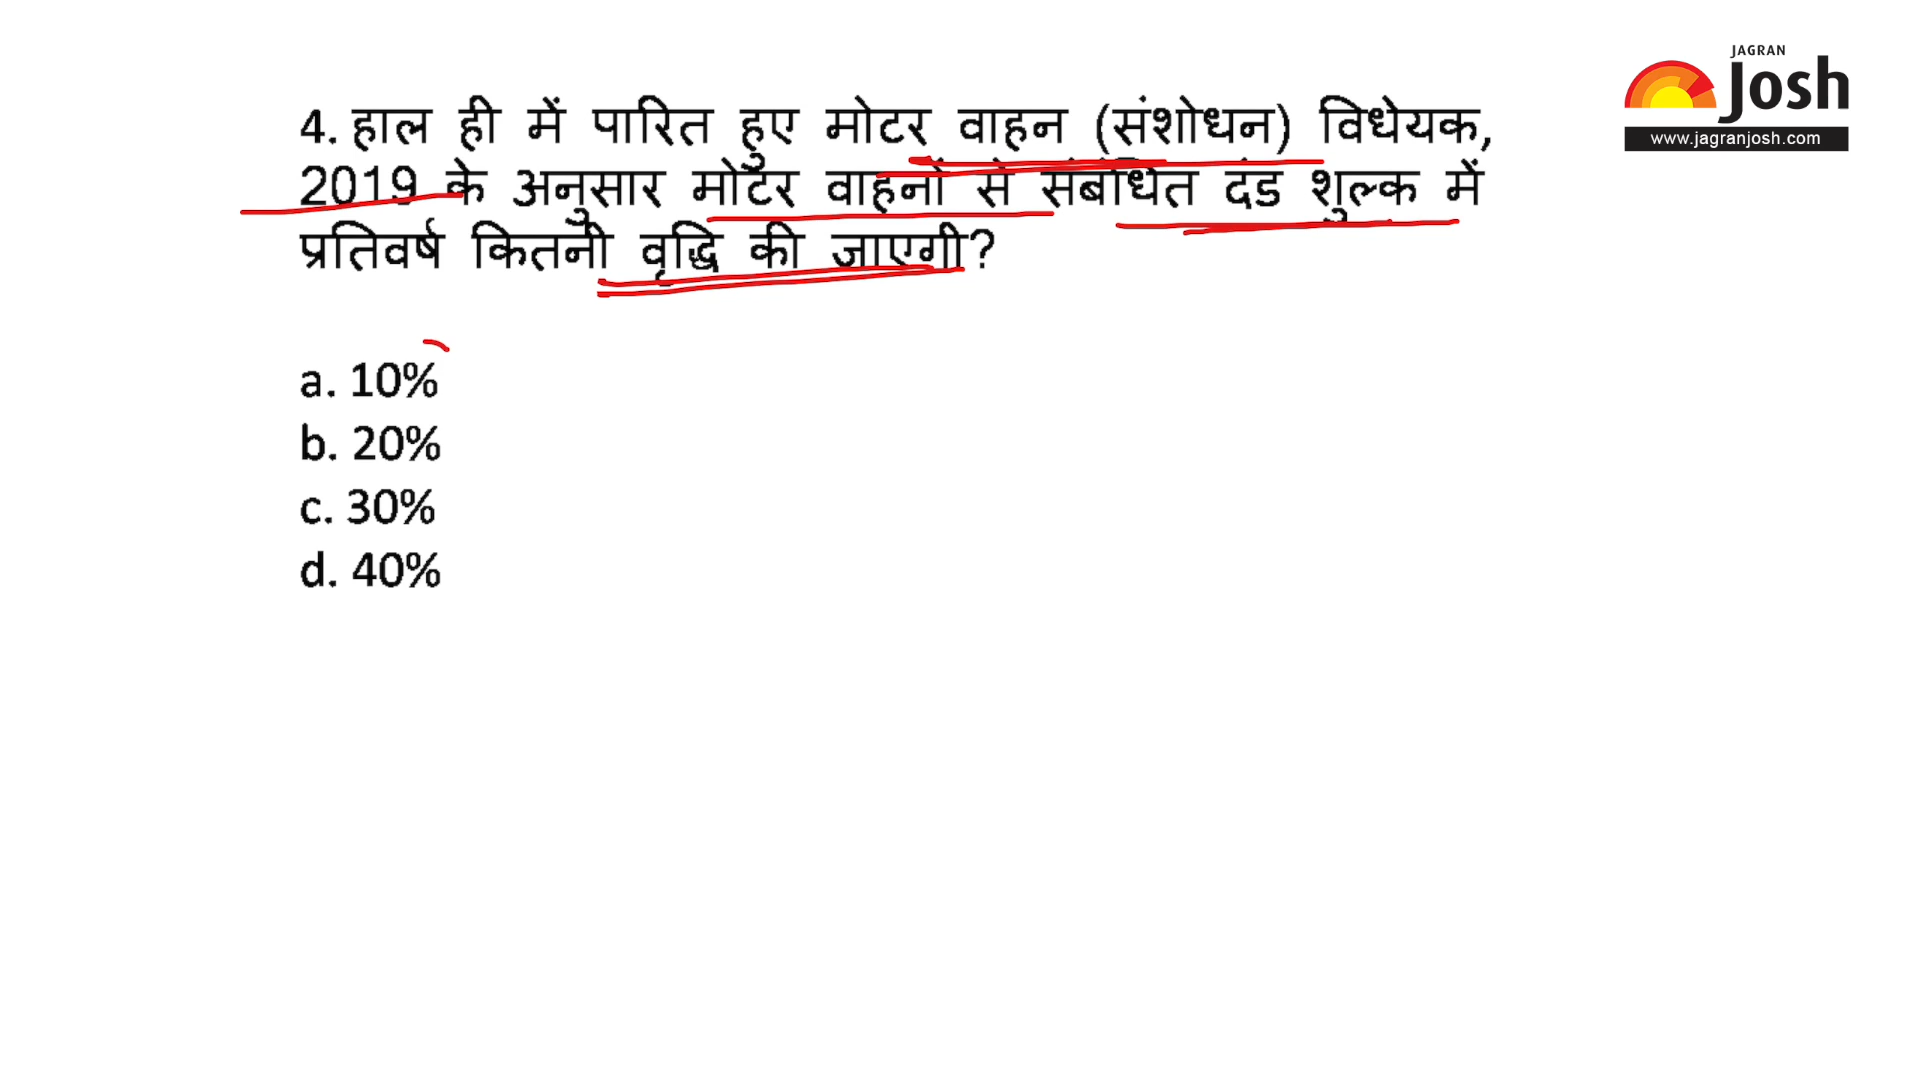 JAGRAN
Josh
www.jagranjosh.com
4. हाल ही में पारित हुए मोटर वाहन (संशोधन) विधेयक,
2019 के अनुसार मोटर वाहनों से संबंधित दंड शुल्क में
प्रतिवर्ष कितनी वृद्धि की जाएगी?
a. 10%
b. 20%
c. 30%
d. 40%